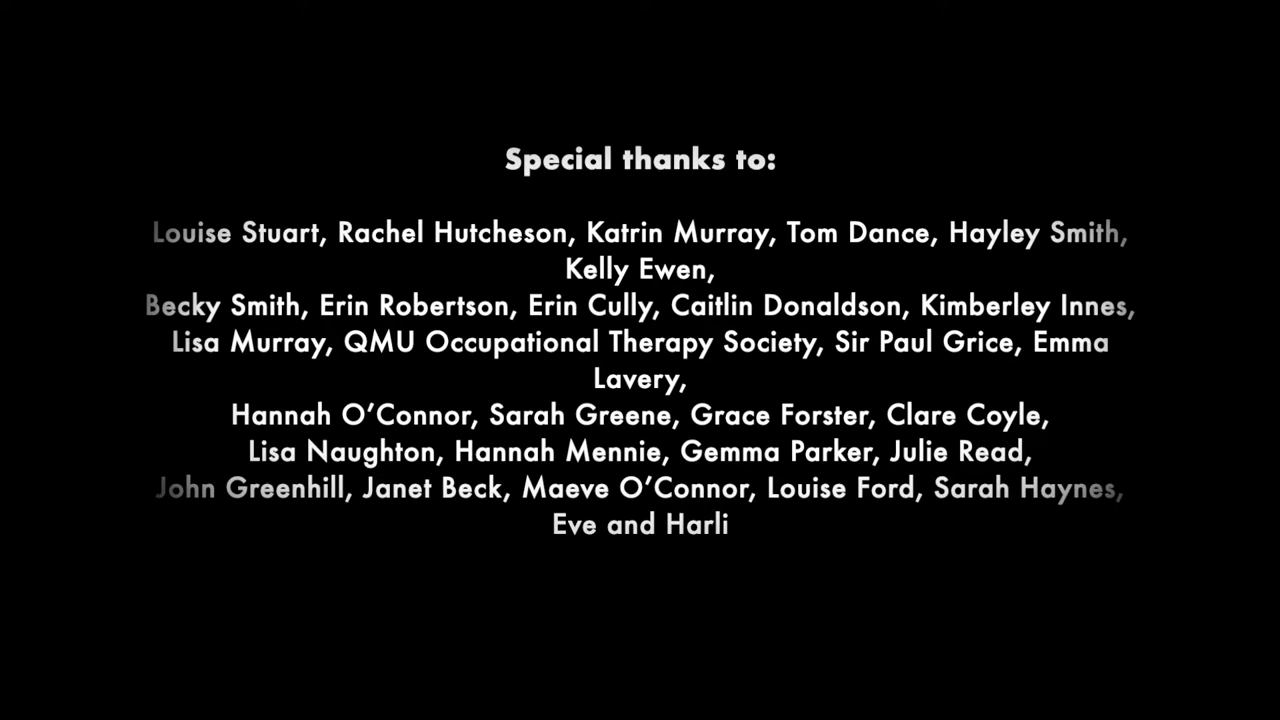 Special thanks to:
Louise Stuart, Rachel Hutcheson, Katrin Murray, Tom Dance, Hayley Smith,
Kelly Ewen,
Becky Smith, Erin Robertson, Erin Cully, Caitlin Donaldson, Kimberley Innes,
Lisa Murray, QMU Occupational Therapy Society, Sir Paul Grice, Emma
Lavery,
Hannah O’Connor, Sarah Greene, Grace Forster, Clare Coyle,
Lisa Naughton, Hannah Mennie, Gemma Parker, Julie Read,
John Greenhill, Janet Beck, Maeve O’Connor, Louise Ford, Sarah Haynes,
Eve and Harli